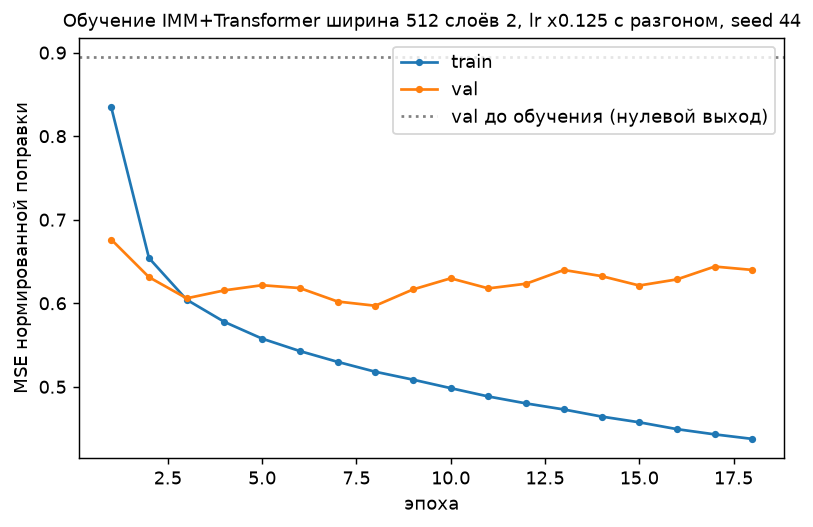 Обучение IMM+Transformer ширина 512 слоёв 2, lr x0.125 с разгоном, seed 44
MSE нормированной поправки
0.9
0.8
0.7
0.6
0.5
train
val
val до обучения (нулевой выход)
2.5 5.0 7.5 10.0 12.5 15.0 17.5
эпоха